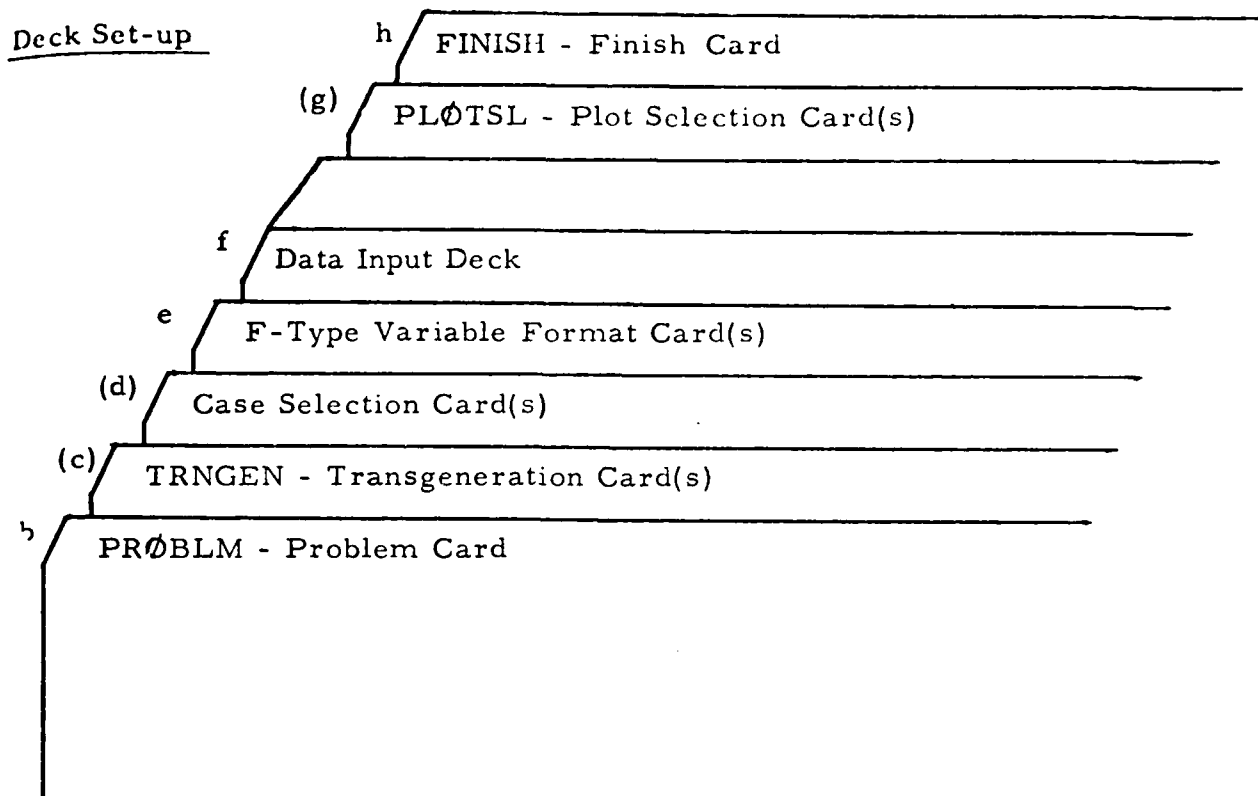 Deck Set-up
h FINISH - Finish Card
(g) PLØTSL - Plot Selection Card(s)
f Data Input Deck
e F-Type Variable Format Card(s)
(d) Case Selection Card(s)
(c) TRNGEN - Transgeneration Card(s)
PRØBLM - Problem Card